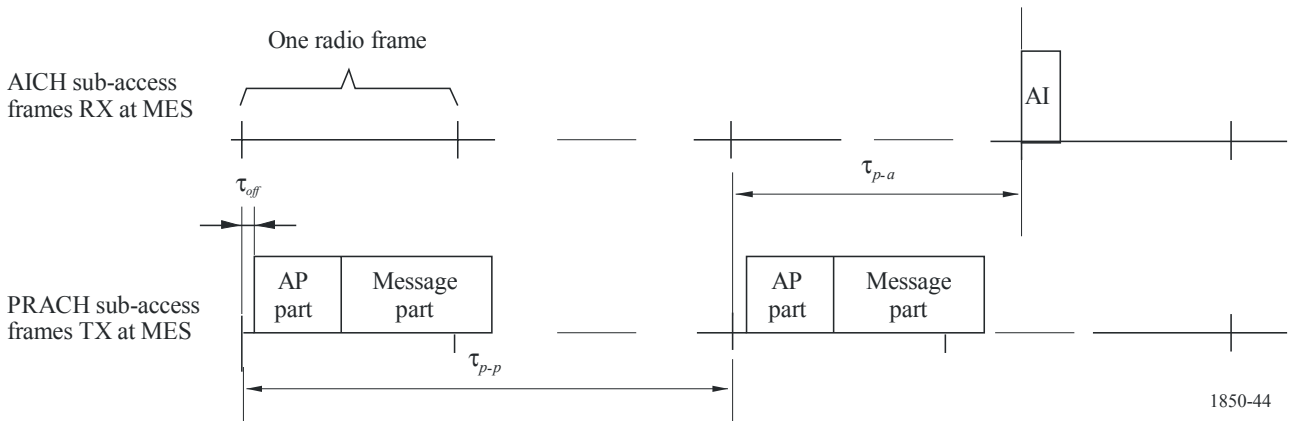 One radio frame
AICH sub-access
frames RX at MES
AI
τp-a
τoff
AP
part
Message
part
AP
part
Message
part
PRACH sub-access
frames TX at MES
τp-p
1850-44